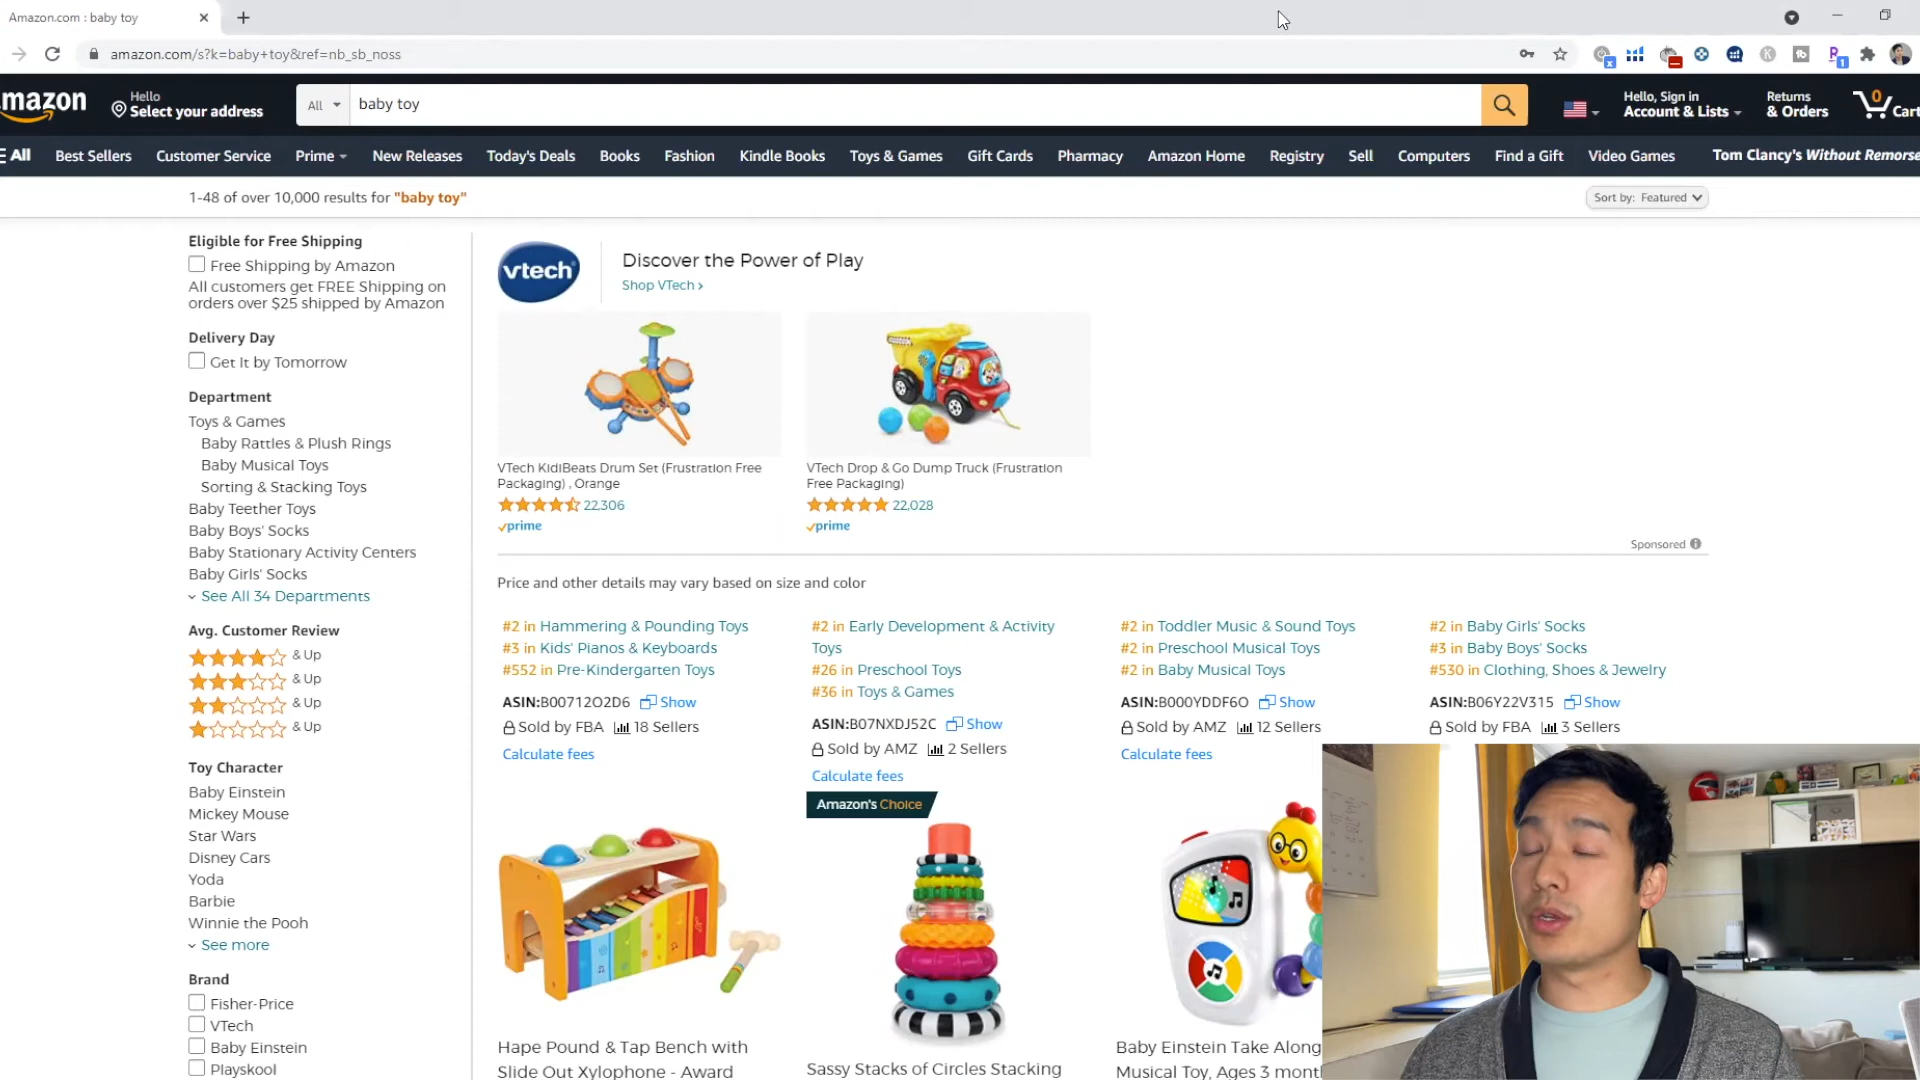 Amazon.com : baby toy
amazon.com/s?k=baby+toy&ref=nb_sb_noss
1
Hello
Select your address
All
baby toy
Hello, Sign in
Account & Lists
Returns
& Orders
0
Cart
All
Best Sellers
Customer Service
Prime
New Releases
Today's Deals
Books
Fashion
Kindle Books
Toys & Games
Gift Cards
Pharmacy
Amazon Home
Registry
Sell
Computers
Find a Gift
Video Games
Tom Clancy's Without Remorse
1-48 of over 10,000 results for "baby toy"
Sort by: Featured
Eligible for Free Shipping
Free Shipping by Amazon
All customers get FREE Shipping on
orders over $25 shipped by Amazon
Delivery Day
Get It by Tomorrow
Department
Toys & Games
Baby Rattles & Plush Rings
Baby Musical Toys
Sorting & Stacking Toys
Baby Teether Toys
Baby Boys' Socks
Baby Stationary Activity Centers
Baby Girls' Socks
See All 34 Departments
Avg. Customer Review
& Up
& Up
& Up
& Up
Toy Character
Baby Einstein
Mickey Mouse
Star Wars
Disney Cars
Yoda
Barbie
Winnie the Pooh
See more
Brand
Fisher-Price
VTech
Baby Einstein
Playskool
vtech
Discover the Power of Play
Shop VTech ›
VTech KidiBeats Drum Set (Frustration Free
Packaging) , Orange
22,306
prime
VTech Drop & Go Dump Truck (Frustration
Free Packaging)
22,028
prime
Sponsored
Price and other details may vary based on size and color
#2 in Hammering & Pounding Toys
#3 in Kids' Pianos & Keyboards
#552 in Pre-Kindergarten Toys
ASIN:B00712O2D6 Show
Sold by FBA 18 Sellers
Calculate fees
Hape Pound & Tap Bench with
Slide Out Xylophone - Award
#2 in Early Development & Activity
Toys
#26 in Preschool Toys
#36 in Toys & Games
ASIN:B07NXDJ52C Show
Sold by AMZ 2 Sellers
Calculate fees
Amazon's Choice
Sassy Stacks of Circles Stacking
#2 in Toddler Music & Sound Toys
#2 in Preschool Musical Toys
#2 in Baby Musical Toys
ASIN:B000YDDF6O Show
Sold by AMZ 12 Sellers
Calculate fees
Baby Einstein Take Along
Musical Toy, Ages 3 mont
#2 in Baby Girls' Socks
#3 in Baby Boys' Socks
#530 in Clothing, Shoes & Jewelry
ASIN:B06Y22V315 Show
Sold by FBA 3 Sellers